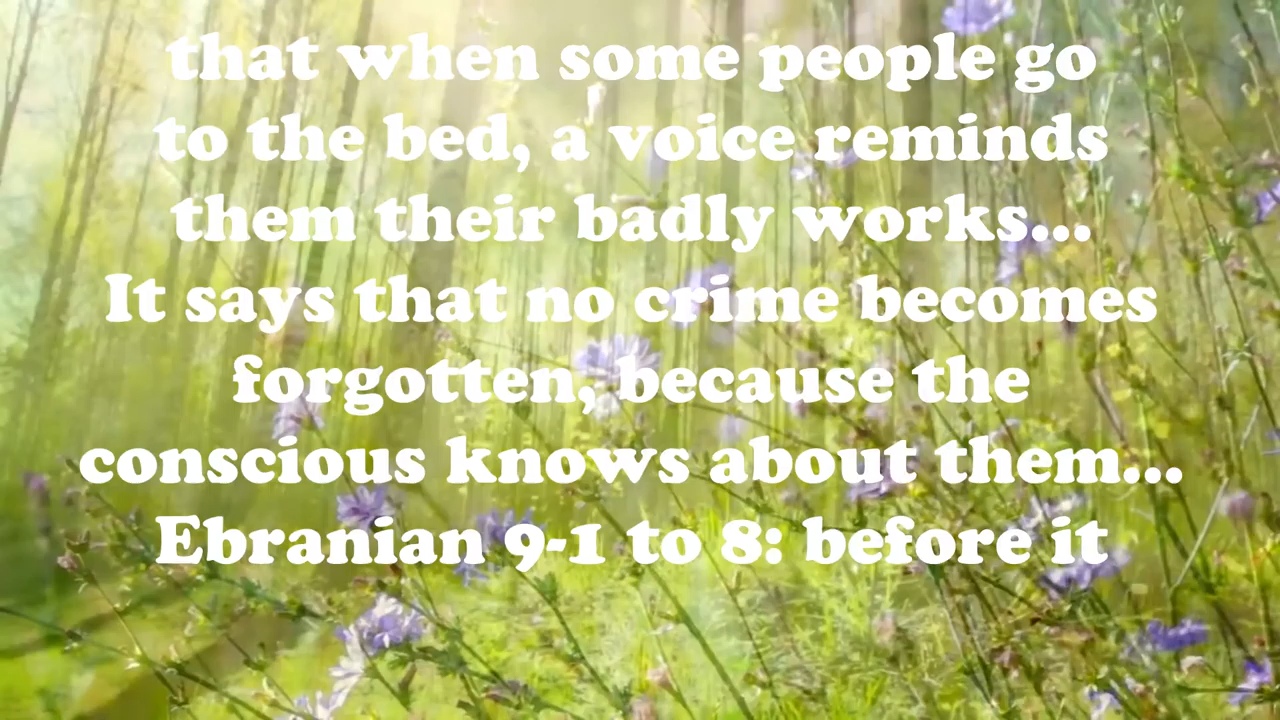 that when some people go
to the bed, a voice reminds
them their badly works...
It says that no crime becomes
forgotten, because the
conscious knows about them...
Ebranian 9-1 to 8: before it